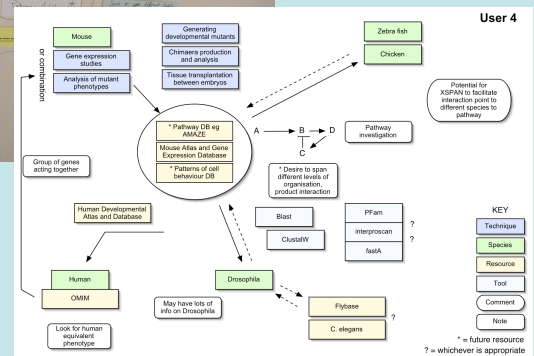 User 4
Mouse
Gene expression
studies
Analysis of mutant
phenotypes
or combination
Generating
developmental mutants
Chimaera production
and analysis
Tissue transplantation
between embryos
Zebra fish
Chicken
Potential for
XSPAN to facilitate
interaction point to
different species to
pathway
* Pathway DB eg
AMAZE
Mouse Atlas and Gene
Expression Database
* Patterns of cell
behaviour DB
A B D
C
Pathway
investigation
Group of genes
acting together
* Desire to span
different levels of
organisation,
product interaction
Human Developmental
Atlas and Database
Blast
ClustalW
PFam
?
interproscan
?
fastA
Human
OMIM
Look for human
equivalent
phenotype
Drosophila
May have lots of
info on Drosophila
Flybase
?
C. elegans
KEY
Technique
Species
Resource
Tool
Comment
Note
* = future resource
? = whichever is appropriate